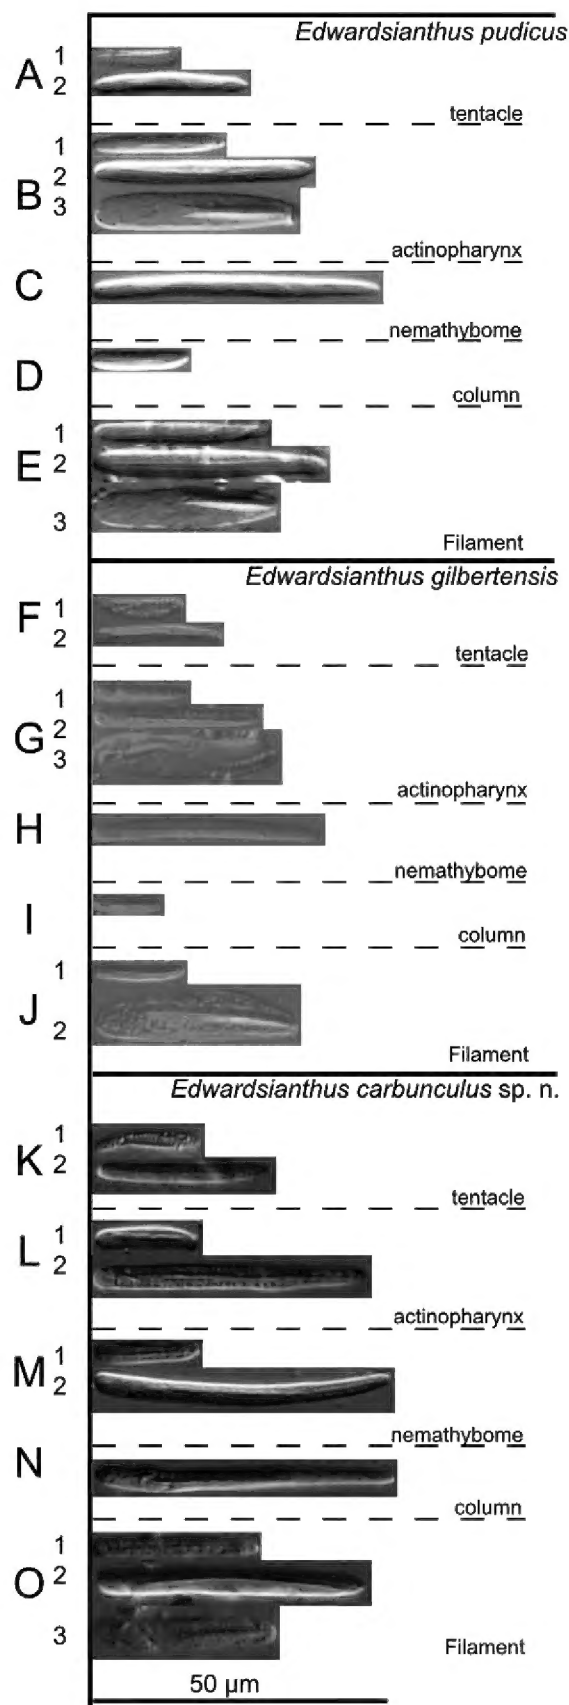 Edwardsianthus pudicus
A 1
2
tentacle
B 1
2
3
actinopharynx
C
nemathybome
D
column
E 1
2
3
Filament
Edwardsianthus gilbertensis
F 1
2
tentacle
G 1
2
3
actinopharynx
H
nemathybome
I
column
J 1
2
Filament
Edwardsianthus carbunculus sp. n.
K 1
2
tentacle
L 1
2
actinopharynx
M 1
2
nemathybome
N
column
O 1
2
3
Filament
50 µm